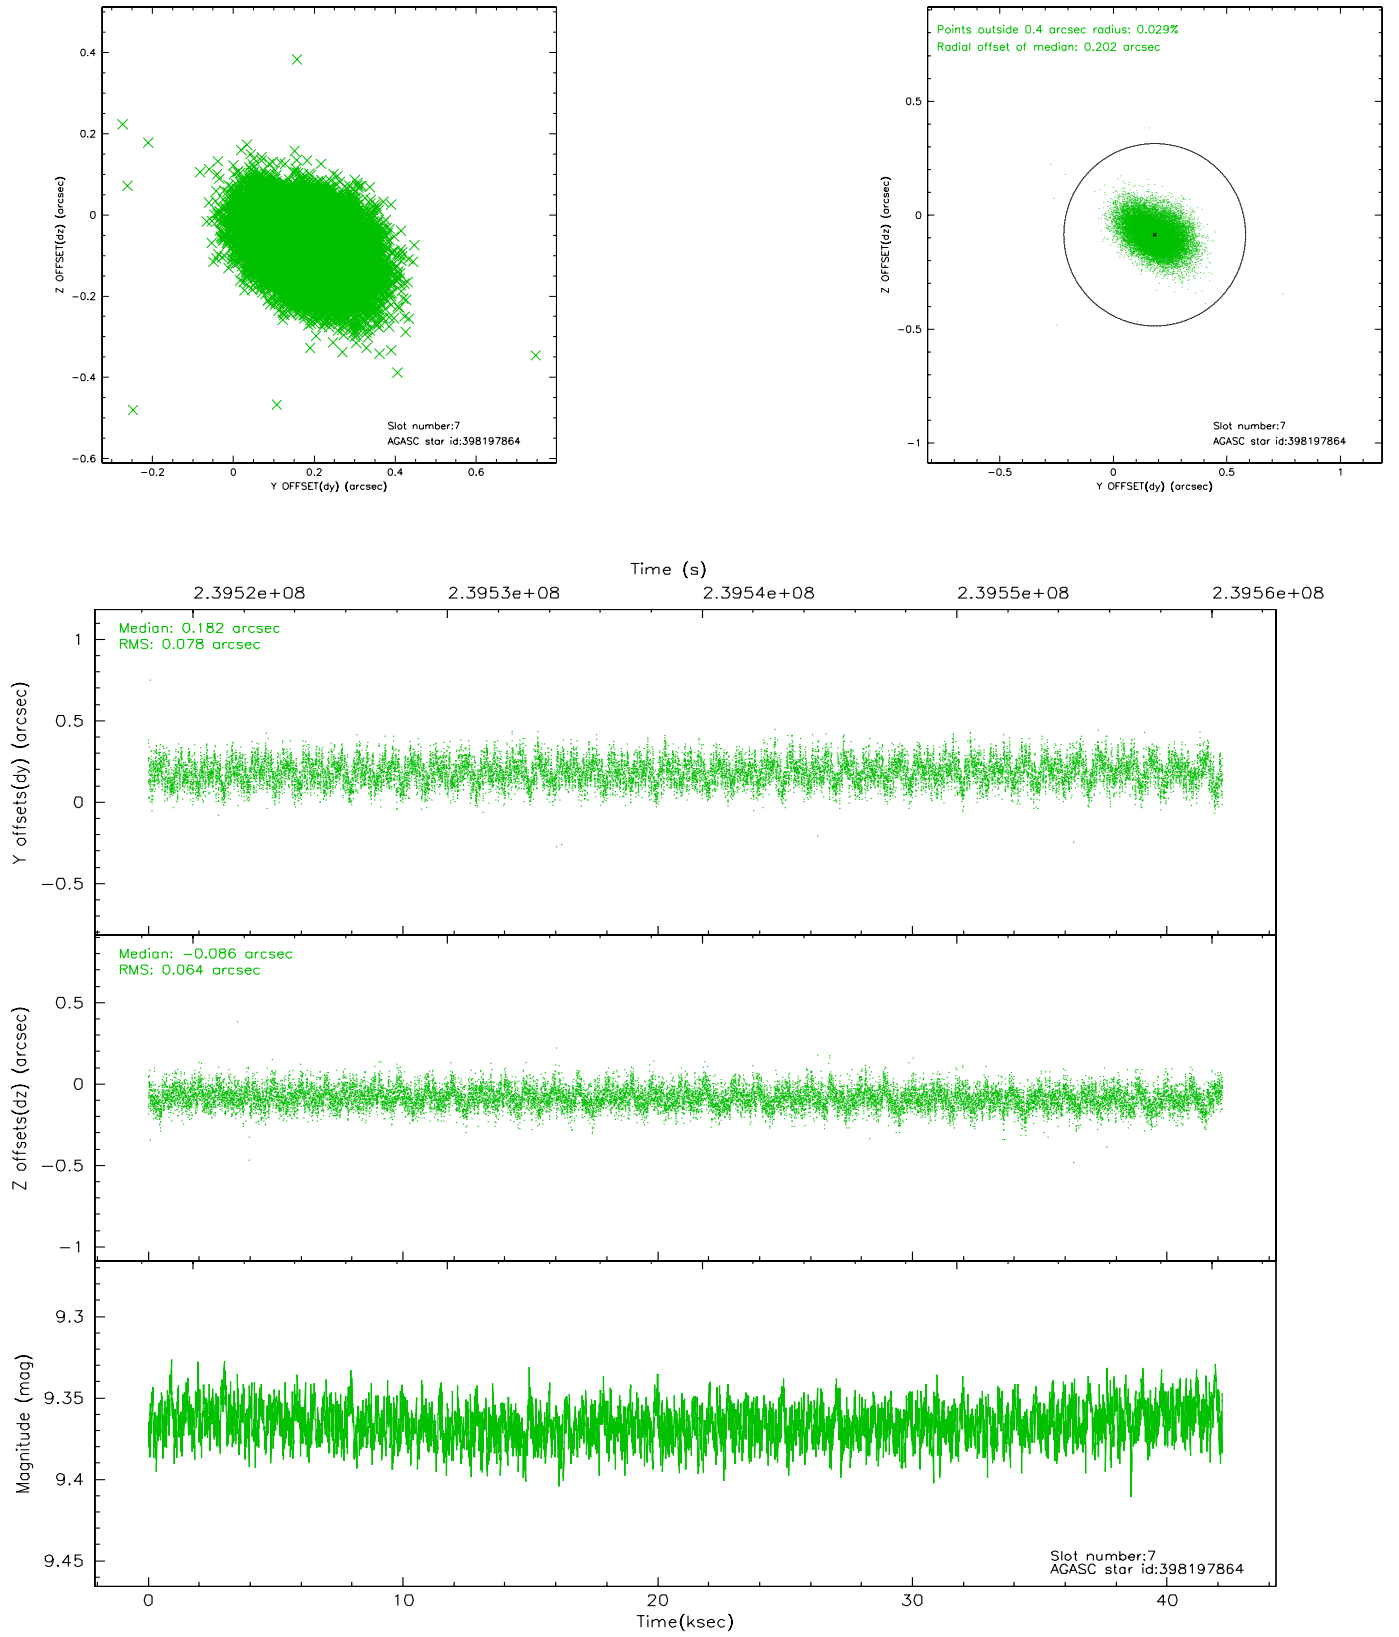 0.4
0.2
0
-0.2
-0.4
-0.6
Z OFFSET(dz) (arcsec)
Slot number:7
AGASC star id:398197864
-0.2 0 0.2 0.4 0.6
Y OFFSET(dy) (arcsec)
Points outside 0.4 arcsec radius: 0.029%
Radial offset of median: 0.202 arcsec
0.5
0
-0.5
-1
Z OFFSET(dz) (arcsec)
Slot number:7
AGASC star id:398197864
-0.5 0 0.5 1
Y OFFSET(dy) (arcsec)
Time (s)
2.3952e+08 2.3953e+08 2.3954e+08 2.3955e+08 2.3956e+08
Median: 0.182 arcsec
RMS: 0.078 arcsec
1
0.5
0
-0.5
Y offsets(dy) (arcsec)
Median: -0.086 arcsec
RMS: 0.064 arcsec
0.5
0
-0.5
-1
Z offsets(dz) (arcsec)
9.3
9.35
9.4
9.45
Magnitude (mag)
Slot number:7
AGASC star id:398197864
0 10 20 30 40
Time(ksec)